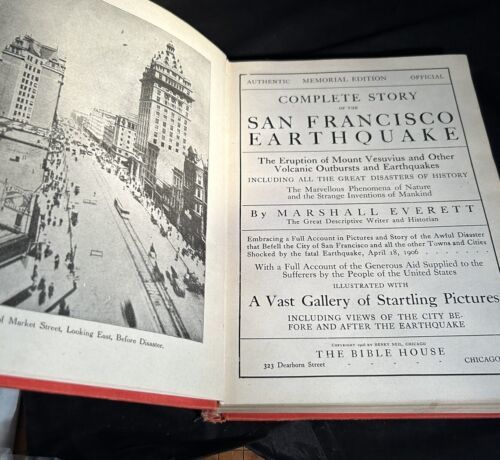 of Market Street, Looking East, Before Disaster.
AUTHENTIC MEMORIAL EDITION OFFICIAL
COMPLETE STORY
OF THE
SAN FRANCISCO
EARTHQUAKE
The Eruption of Mount Vesuvius and Other
Volcanic Outbursts and Earthquakes
INCLUDING ALL THE GREAT DISASTERS OF HISTORY
The Marvellous Phenomena of Nature
and the Strange Inventions of Mankind
By MARSHALL EVERETT
The Great Descriptive Writer and Historian
Embracing a Full Account in Pictures and Story of the Awful Disaster
that Befell the City of San Francisco and all the other Towns and Cities
Shocked by the fatal Earthquake, April 18, 1906 . . . . . . .
With a Full Account of the Generous Aid Supplied to the
Sufferers by the People of the United States
ILLUSTRATED WITH
A Vast Gallery of Startling Pictures
INCLUDING VIEWS OF THE CITY BE-
FORE AND AFTER THE EARTHQUAKE
COPYRIGHT 1906 BY HENRY NEIL, CHICAGO
THE BIBLE HOUSE
323 Dearborn Street - - - - - CHICAGO